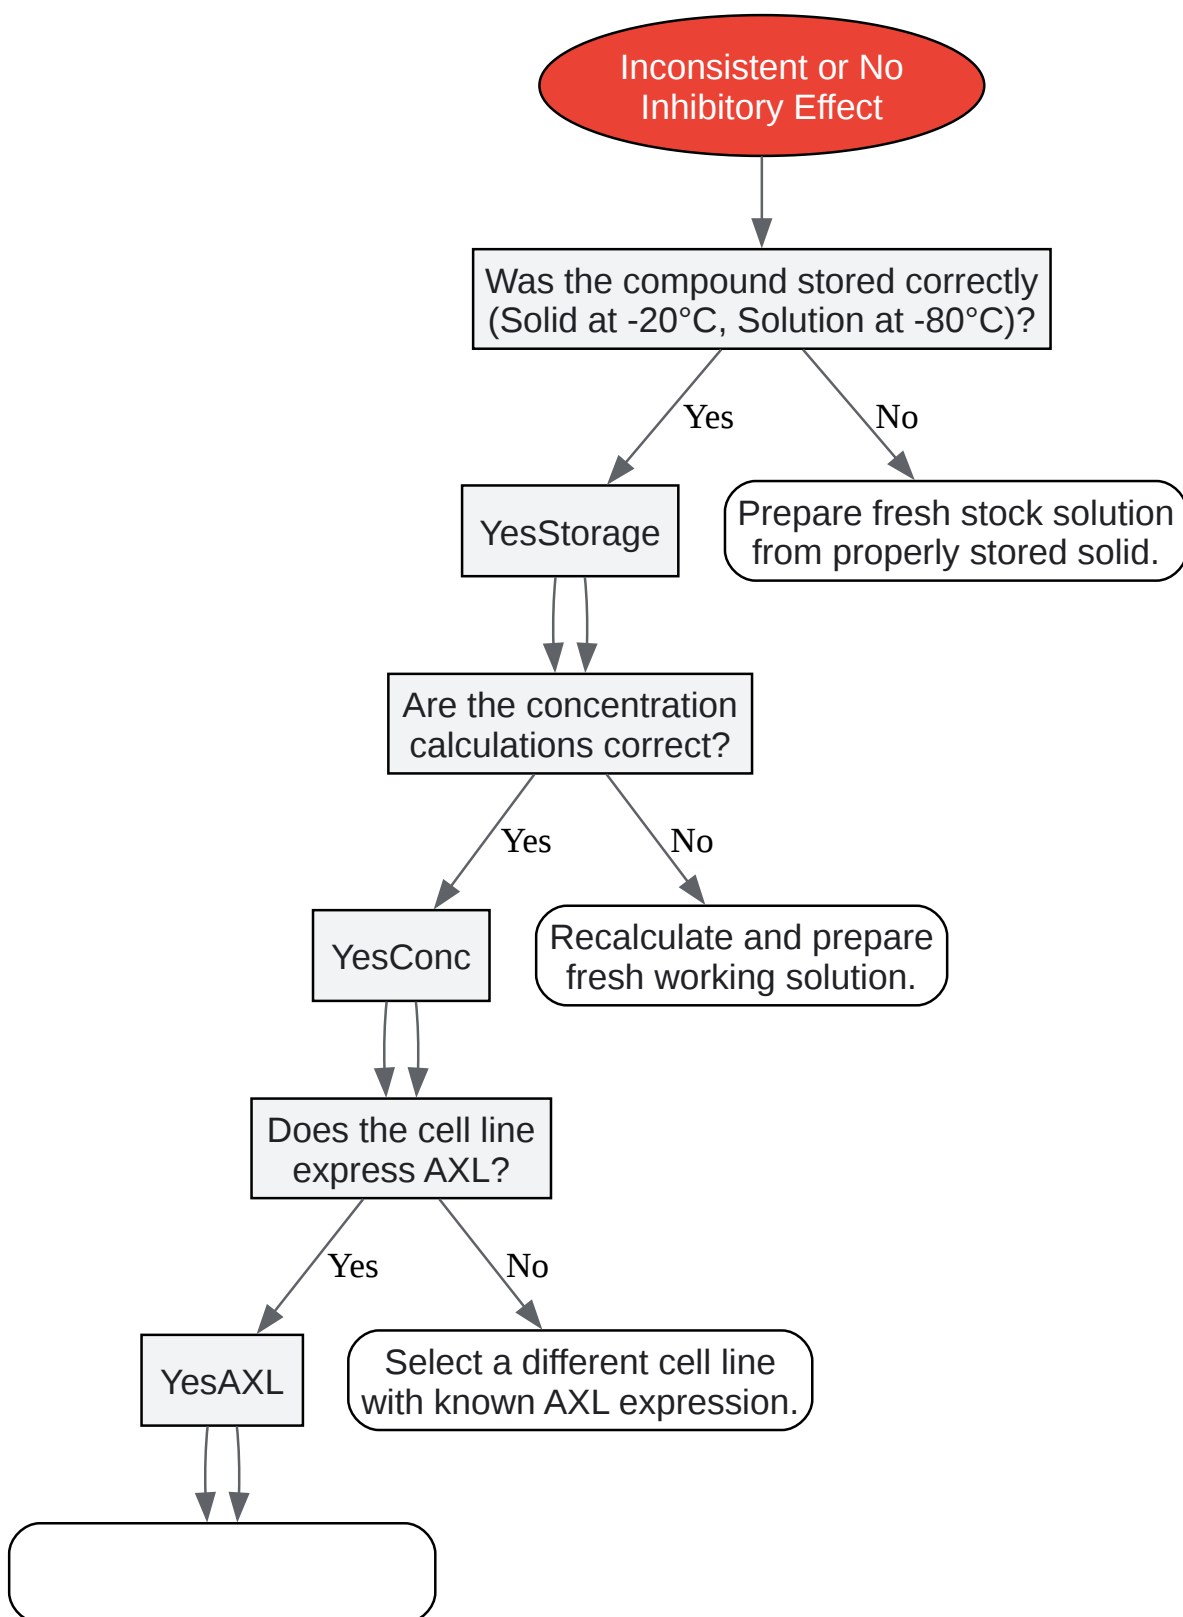 Inconsistent or No
Inhibitory Effect
Was the compound stored correctly
(Solid at -20°C, Solution at -80°C)?
Yes
No
YesStorage
Prepare fresh stock solution
from properly stored solid.
Are the concentration
calculations correct?
Yes
No
YesConc
Recalculate and prepare
fresh working solution.
Does the cell line
express AXL?
Yes
No
YesAXL
Select a different cell line
with known AXL expression.